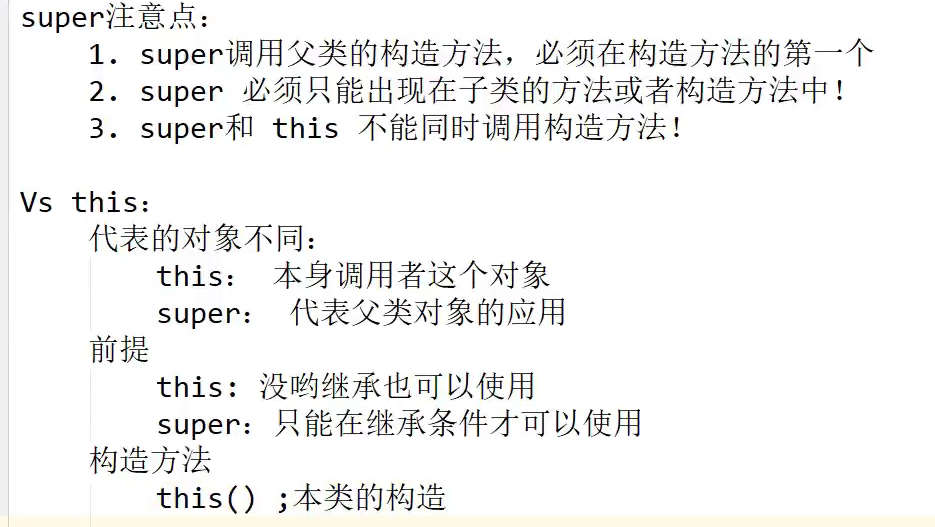 super注意点：
1. super调用父类的构造方法，必须在构造方法的第一个
2. super 必须只能出现在子类的方法或者构造方法中！
3. super和 this 不能同时调用构造方法！
Vs this：
代表的对象不同：
this： 本身调用者这个对象
super： 代表父类对象的应用
前提
this：没哟继承也可以使用
super：只能在继承条件才可以使用
构造方法
this() ;本类的构造